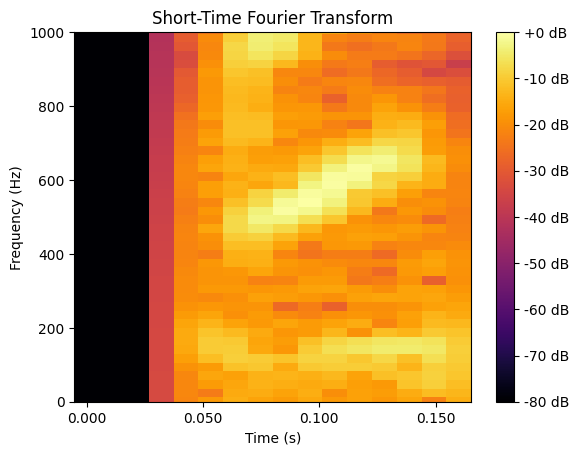 Short-Time Fourier Transform
1000
800
600
400
200
0
Frequency (Hz)
0.000
0.050
0.100
0.150
Time (s)
+0 dB
-10 dB
-20 dB
-30 dB
-40 dB
-50 dB
-60 dB
-70 dB
-80 dB